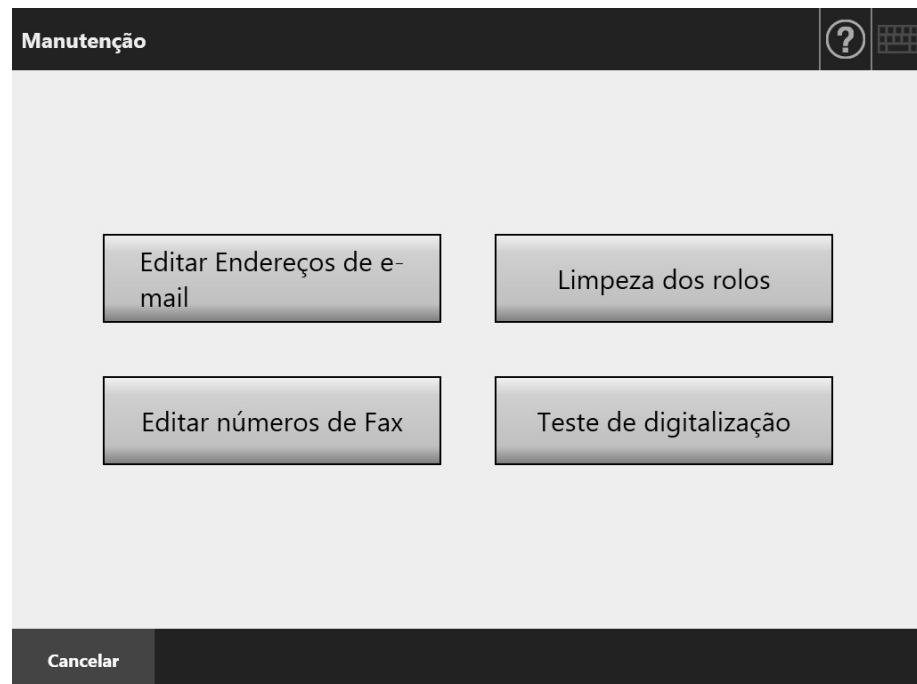 Manutenção
?
Editar Endereços de e-
mail
Limpeza dos rolos
Editar números de Fax
Teste de digitalização
Cancelar